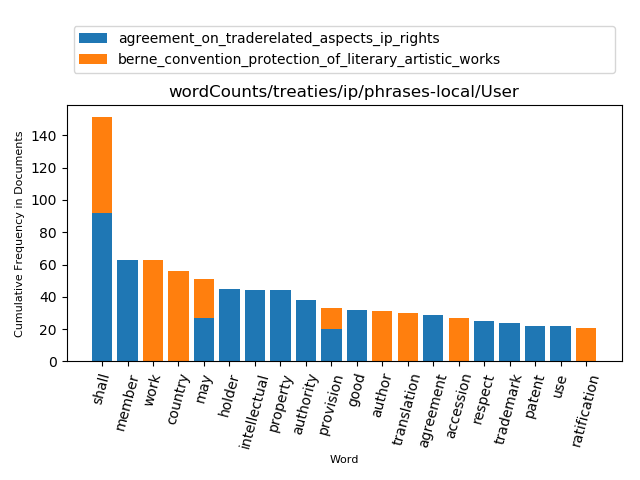 agreement_on_traderelated_aspects_ip_rights
berne_convention_protection_of_literary_artistic_works
wordCounts/treaties/ip/phrases-local/User
Cumulative Frequency in Documents
140
120
100
80
60
40
20
0
shall
member
work
country
may
holder
intellectual
property
authority
provision
good
author
translation
agreement
accession
respect
trademark
patent
use
ratification
Word